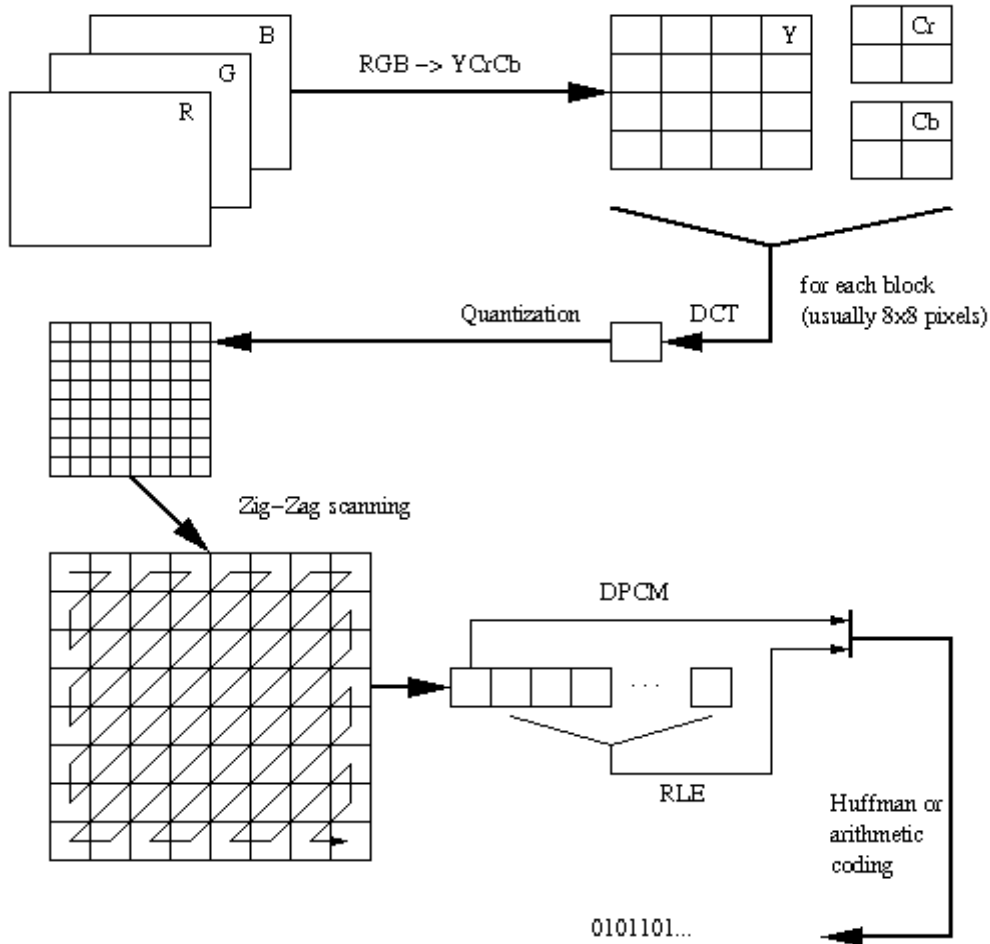 B
G
R
RGB -> YCrCb
Y
Cr
Cb
for each block
(usually 8x8 pixels)
DCT
Quantization
Zig-Zag scanning
DPCM
. . .
RLE
Huffman or
arithmetic
coding
0101101...